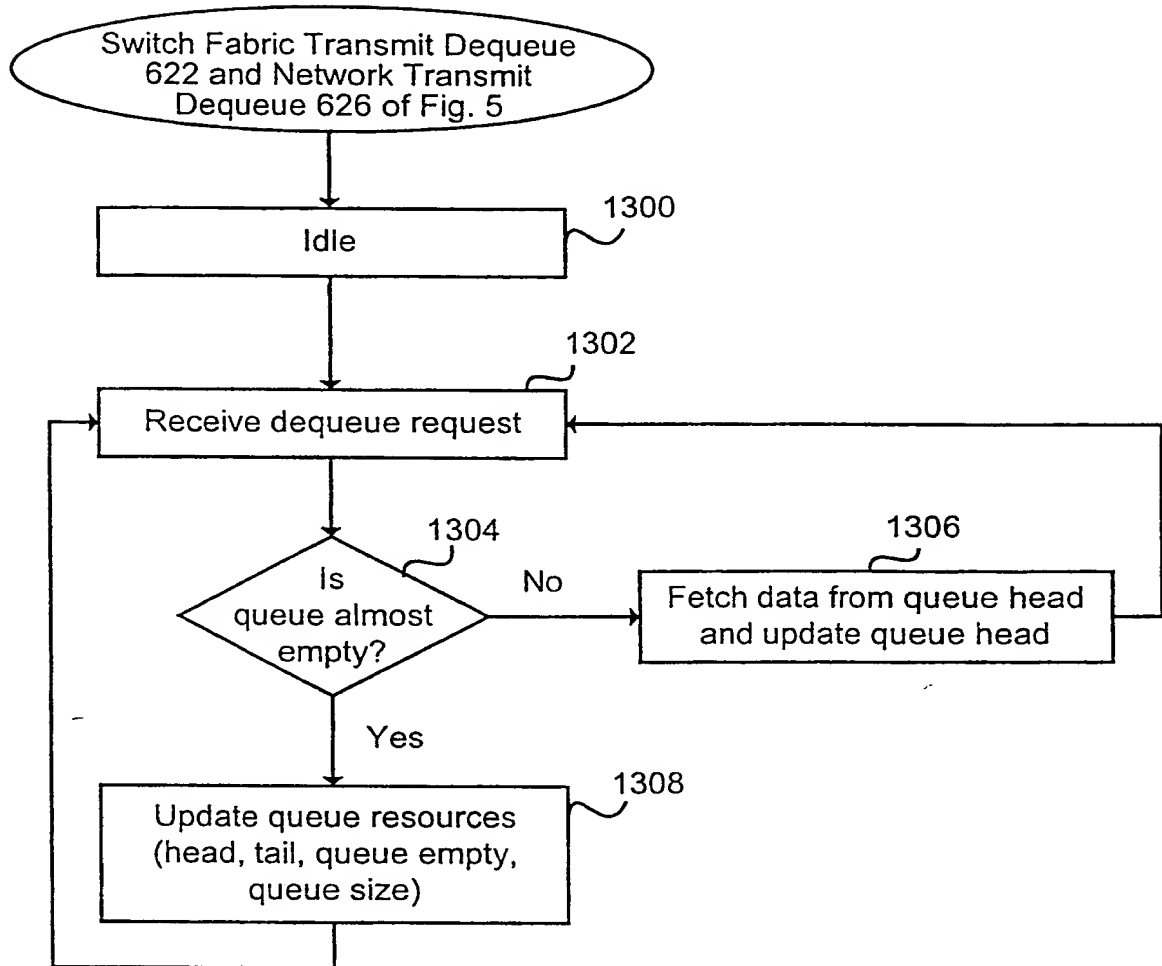 Switch Fabric Transmit Dequeue
622 and Network Transmit
Dequeue 626 of Fig. 5
1300
Idle
1302
Receive dequeue request
1304
Is
queue almost
empty?
No
1306
Fetch data from queue head
and update queue head
Yes
1308
Update queue resources
(head, tail, queue empty,
queue size)